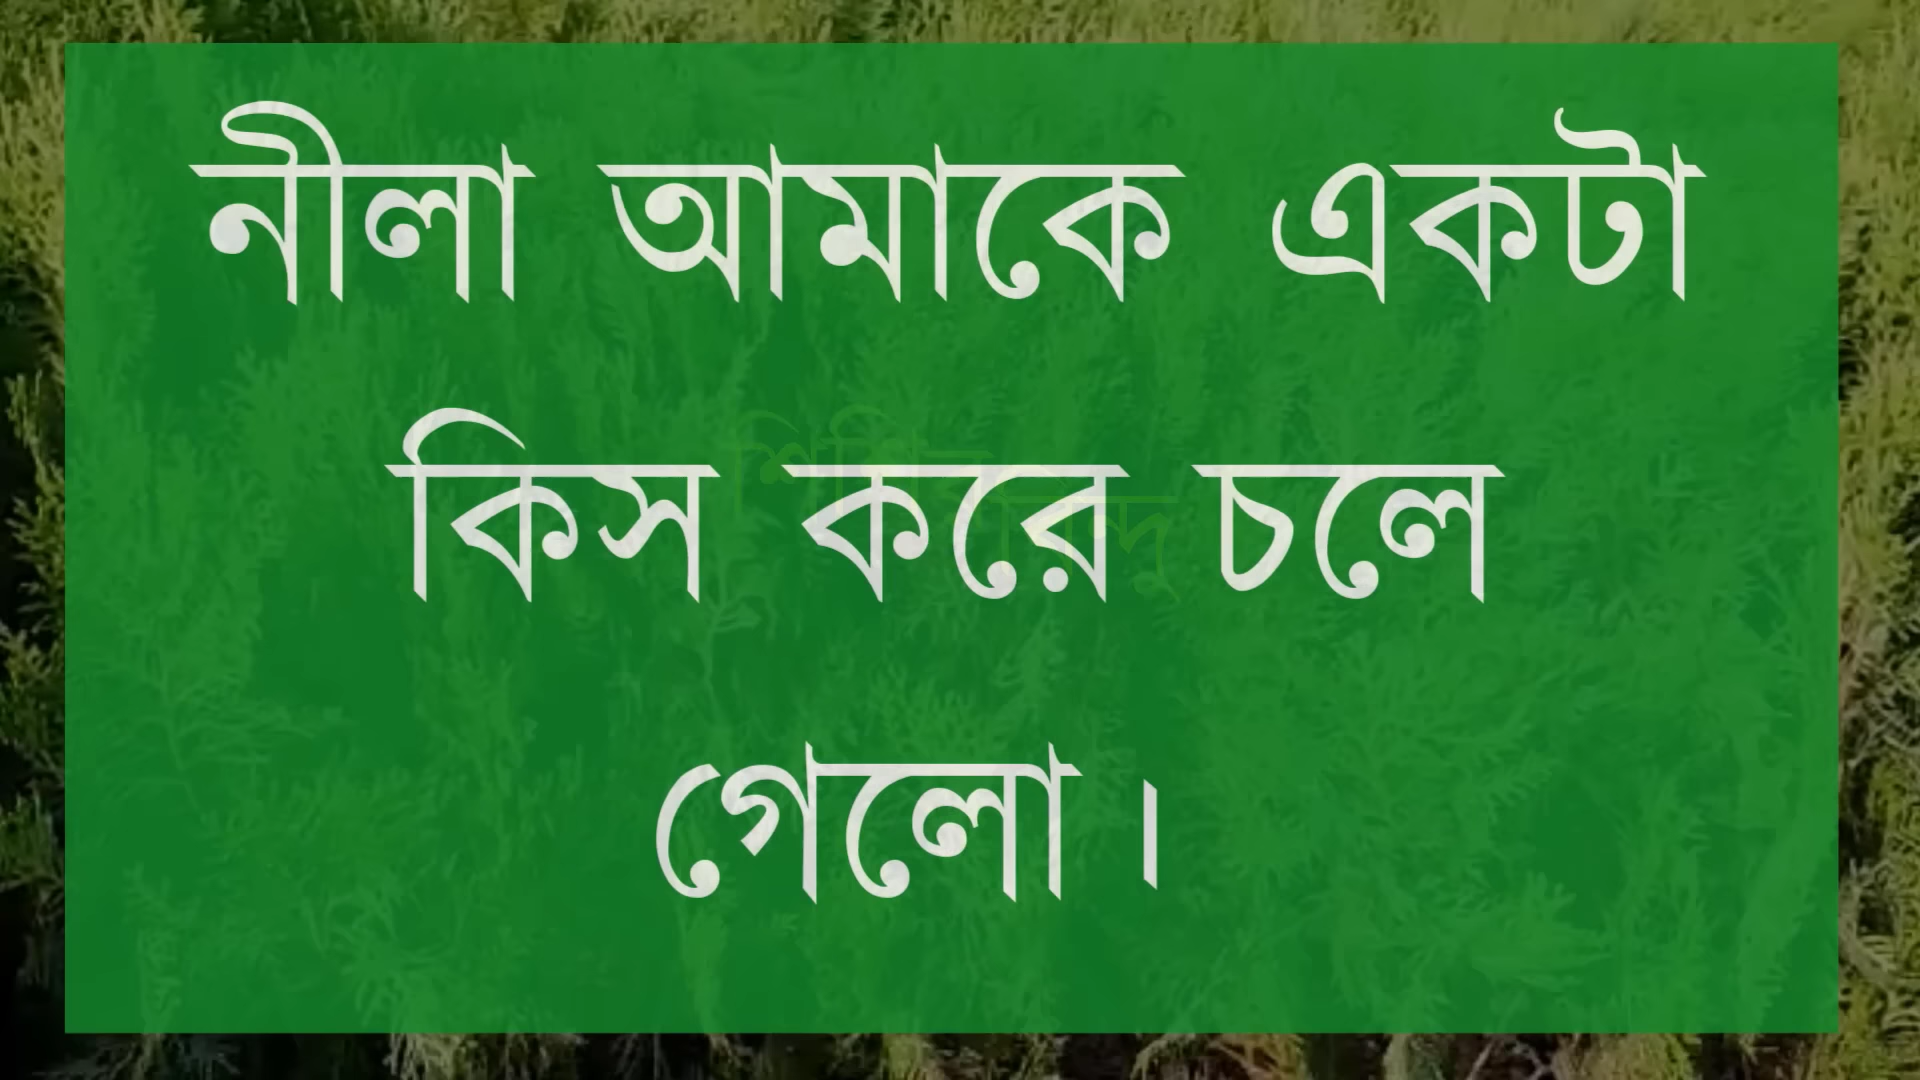 নীলা আমাকে একটা
কিস করে চলে
গেলো।
শিশির
বিন্দু